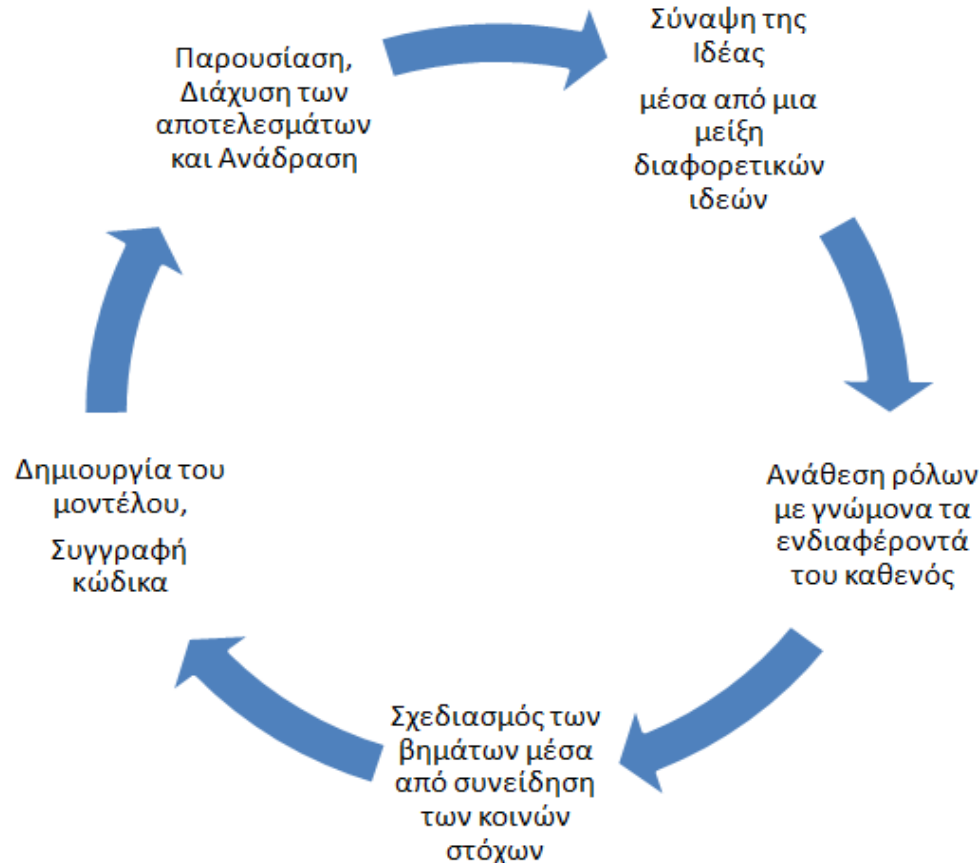 Σύναψη της
Ιδέας
μέσα από μια
μείξη
διαφορετικών
ιδεών
Ανάθεση ρόλων
με γνώμονα τα
ενδιαφέροντά
του καθενός
Σχεδιασμός των
βημάτων μέσα
από συνείδηση
των κοινών
στόχων
Δημιουργία του
μοντέλου,
Συγγραφή
κώδικα
Παρουσίαση,
Διάχυση των
αποτελεσμάτων
και Ανάδραση